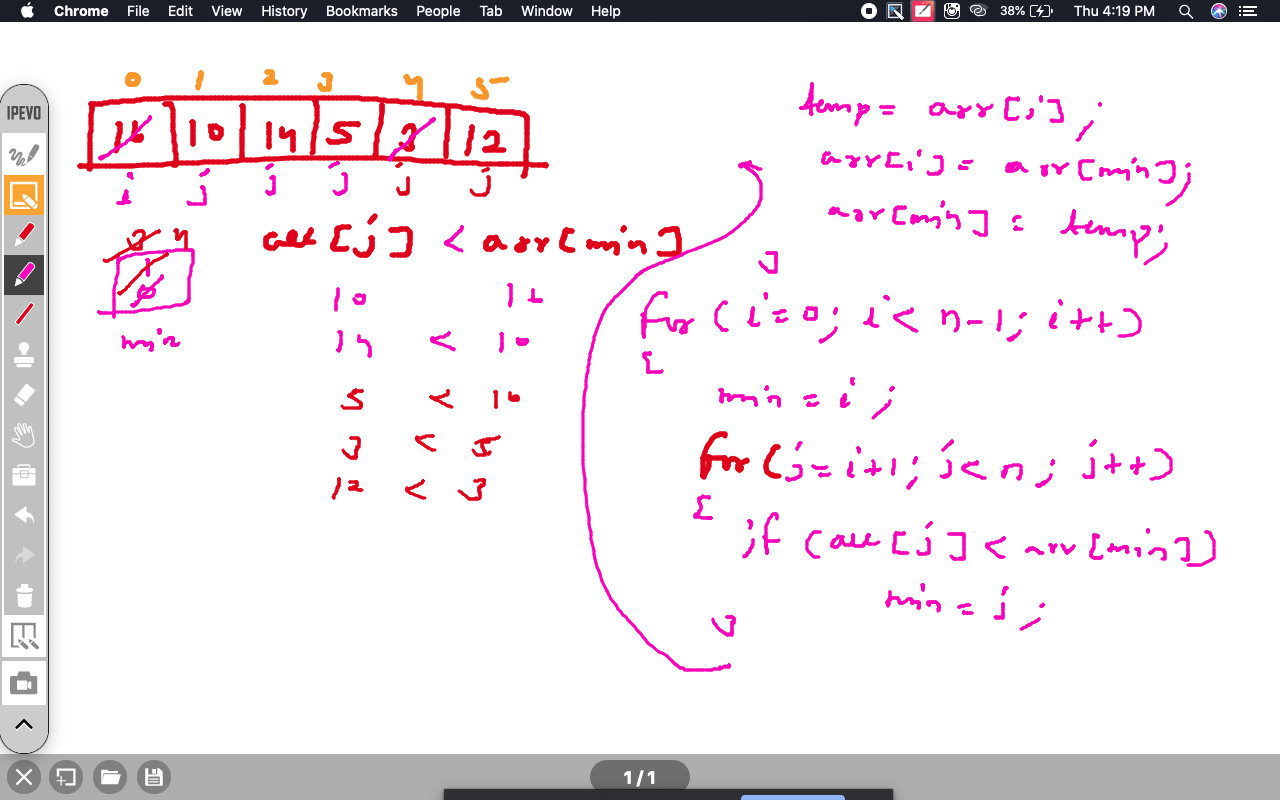 Chrome File Edit View History Bookmarks People Tab Window Help 38% Thu 4:19 PM
IPEVO
0 1 2 3 4 5
16 10 14 5 3 12
i j j j j j
3 4
1
0
min
arr[j] < arr[min]
10 16
14 < 10
5 < 10
3 < 5
12 < 3
temp = arr[i];
arr[i] = arr[min];
arr[min] = temp;
}
for(i=0; i< n-1; i++)
{
min = i;
for(j=i+1; j<n; j++)
{
if (arr[j] < arr[min])
min = j;
}
1/1